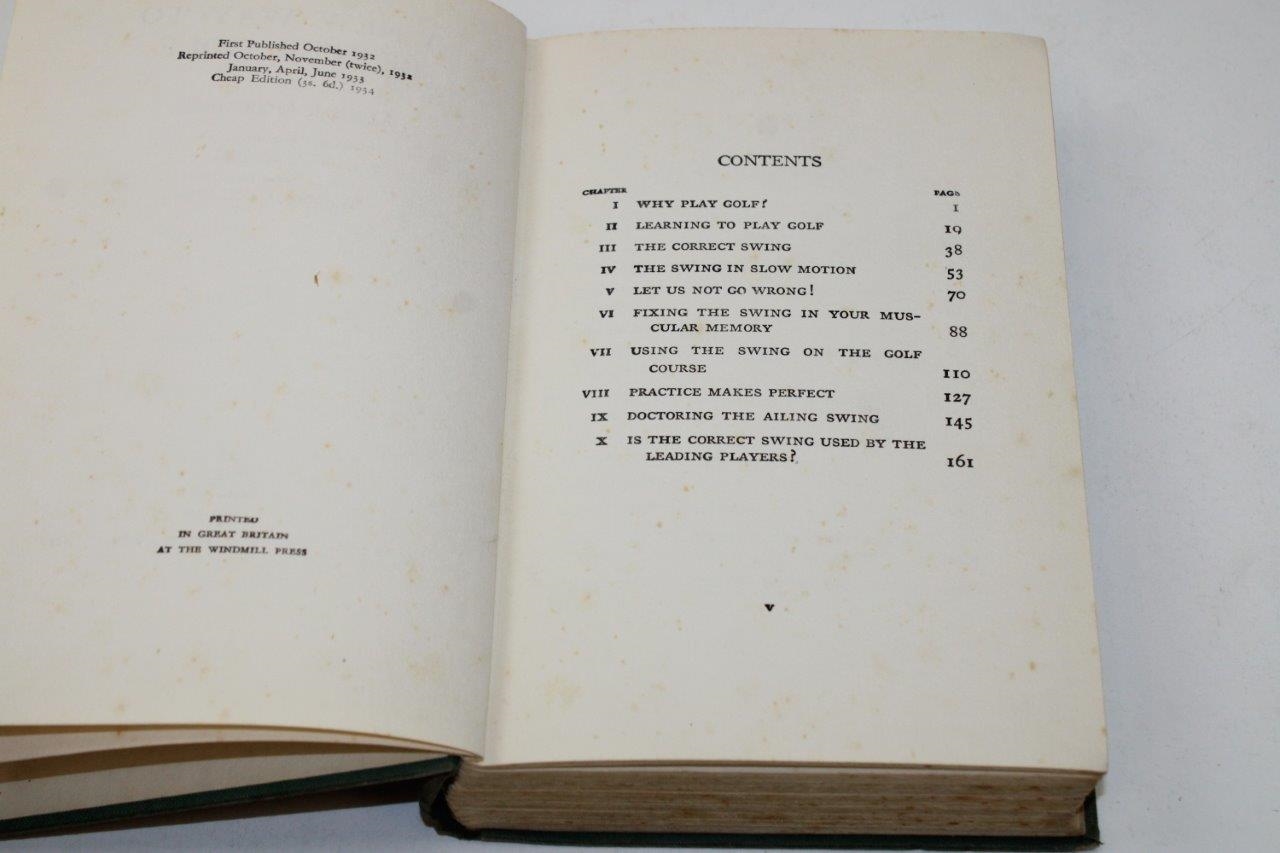 First Published October 1932
Reprinted October, November (twice), 1932
January, April, June 1933
Cheap Edition (3s. 6d.) 1934
PRINTED
IN GREAT BRITAIN
AT THE WINDMILL PRESS
CONTENTS
CHAPTER PAGE
I WHY PLAY GOLF? 1
II LEARNING TO PLAY GOLF 19
III THE CORRECT SWING 38
IV THE SWING IN SLOW MOTION 53
V LET US NOT GO WRONG! 70
VI FIXING THE SWING IN YOUR MUS-
CULAR MEMORY 88
VII USING THE SWING ON THE GOLF
COURSE 110
VIII PRACTICE MAKES PERFECT 127
IX DOCTORING THE AILING SWING 145
X IS THE CORRECT SWING USED BY THE
LEADING PLAYERS? 161
v